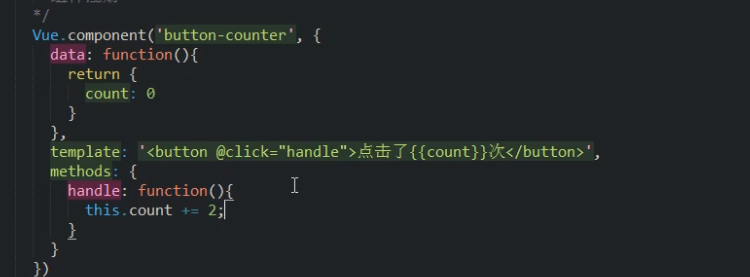 */
Vue.component('button-counter', {
data: function(){
return {
count: 0
}
},
template: '<button @click="handle">点击了{{count}}次</button>',
methods: {
handle: function(){
this.count += 2;
}
}
})